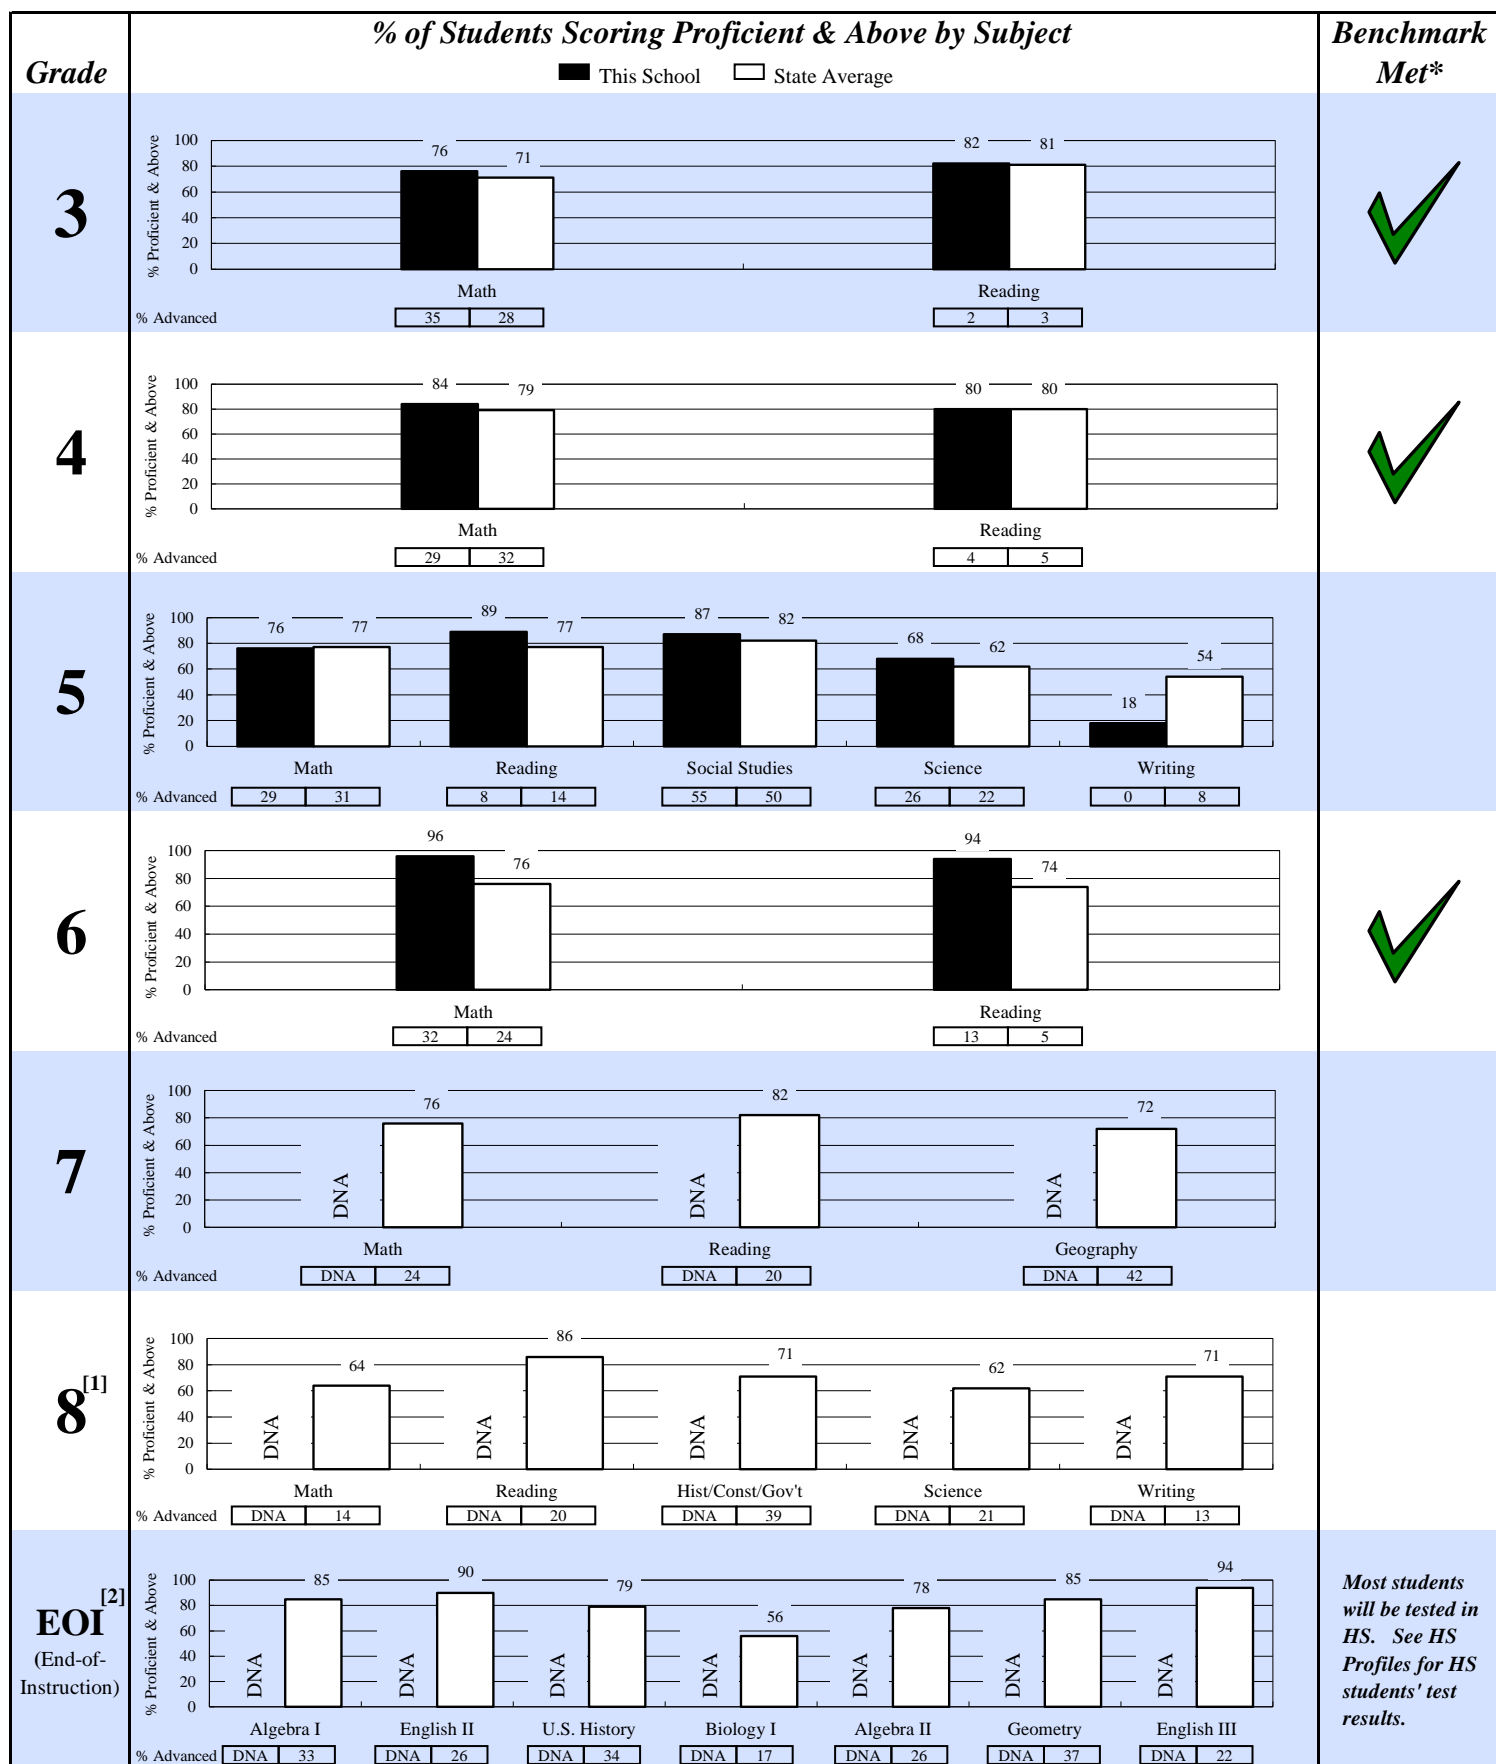 % of Students Scoring Proficient & Above by Subject
Benchmark
Met*
Grade
This School
State Average
3
% Proficient & Above
100
80
60
40
20
0
76
71
82
81
Math
Reading
% Advanced
35
28
2
3
4
% Proficient & Above
100
80
60
40
20
0
84
79
80
80
Math
Reading
% Advanced
29
32
4
5
5
% Proficient & Above
100
80
60
40
20
0
76
77
89
77
87
82
68
62
18
54
Math
Reading
Social Studies
Science
Writing
% Advanced
29
31
8
14
55
50
26
22
0
8
6
% Proficient & Above
100
80
60
40
20
0
96
76
94
74
Math
Reading
% Advanced
32
24
13
5
7
% Proficient & Above
100
80
60
40
20
0
DNA
76
DNA
82
DNA
72
Math
Reading
Geography
% Advanced
DNA
24
DNA
20
DNA
42
8[1]
% Proficient & Above
100
80
60
40
20
0
DNA
64
DNA
86
DNA
71
DNA
62
DNA
71
Math
Reading
Hist/Const/Gov't
Science
Writing
% Advanced
DNA
14
DNA
20
DNA
39
DNA
21
DNA
13
EOI[2]
(End-of-
Instruction)
% Proficient & Above
100
80
60
40
20
0
DNA
85
DNA
90
DNA
79
DNA
56
DNA
78
DNA
85
DNA
94
Algebra I
English II
U.S. History
Biology I
Algebra II
Geometry
English III
% Advanced
DNA
33
DNA
26
DNA
34
DNA
17
DNA
26
DNA
37
DNA
22
Most students
will be tested in
HS. See HS
Profiles for HS
students' test
results.